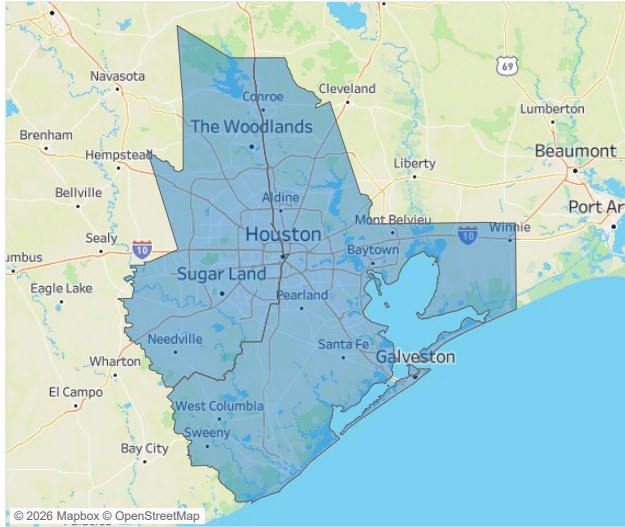 69
Navasota
Cleveland
Conroe
Lumberton
The Woodlands
Brenham
Beaumont
Hempstead
Liberty
Bellville
Aldine
Port Ar
Mont Belvieu
Winnie
10
Sealy
Houston
10
Baytown
umbus
Sugar Land
Eagle Lake
Pearland
Needville
Santa Fe
Galveston
Wharton
El Campo
West Columbia
Sweeny
Bay City
© 2026 Mapbox © OpenStreetMap